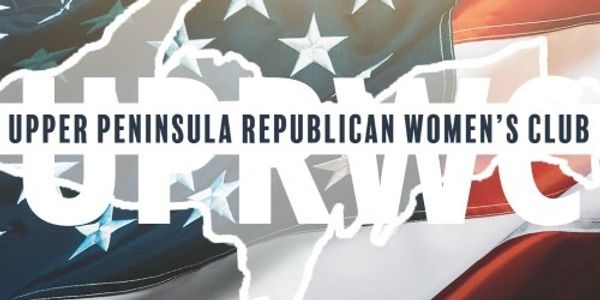 UPRWC
UPPER PENINSULA REPUBLICAN WOMEN'S CLUB